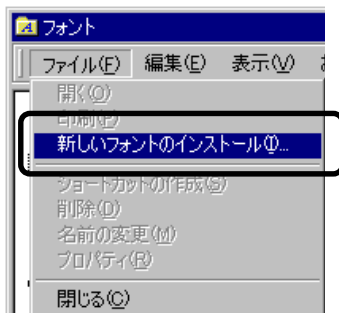 フォント
ファイル(F) 編集(E) 表示(V)
開く(O)
印刷(P)
新しいフォントのインストール(I)...
ショートカットの作成(S)
削除(D)
名前の変更(M)
プロパティ(R)
閉じる(C)